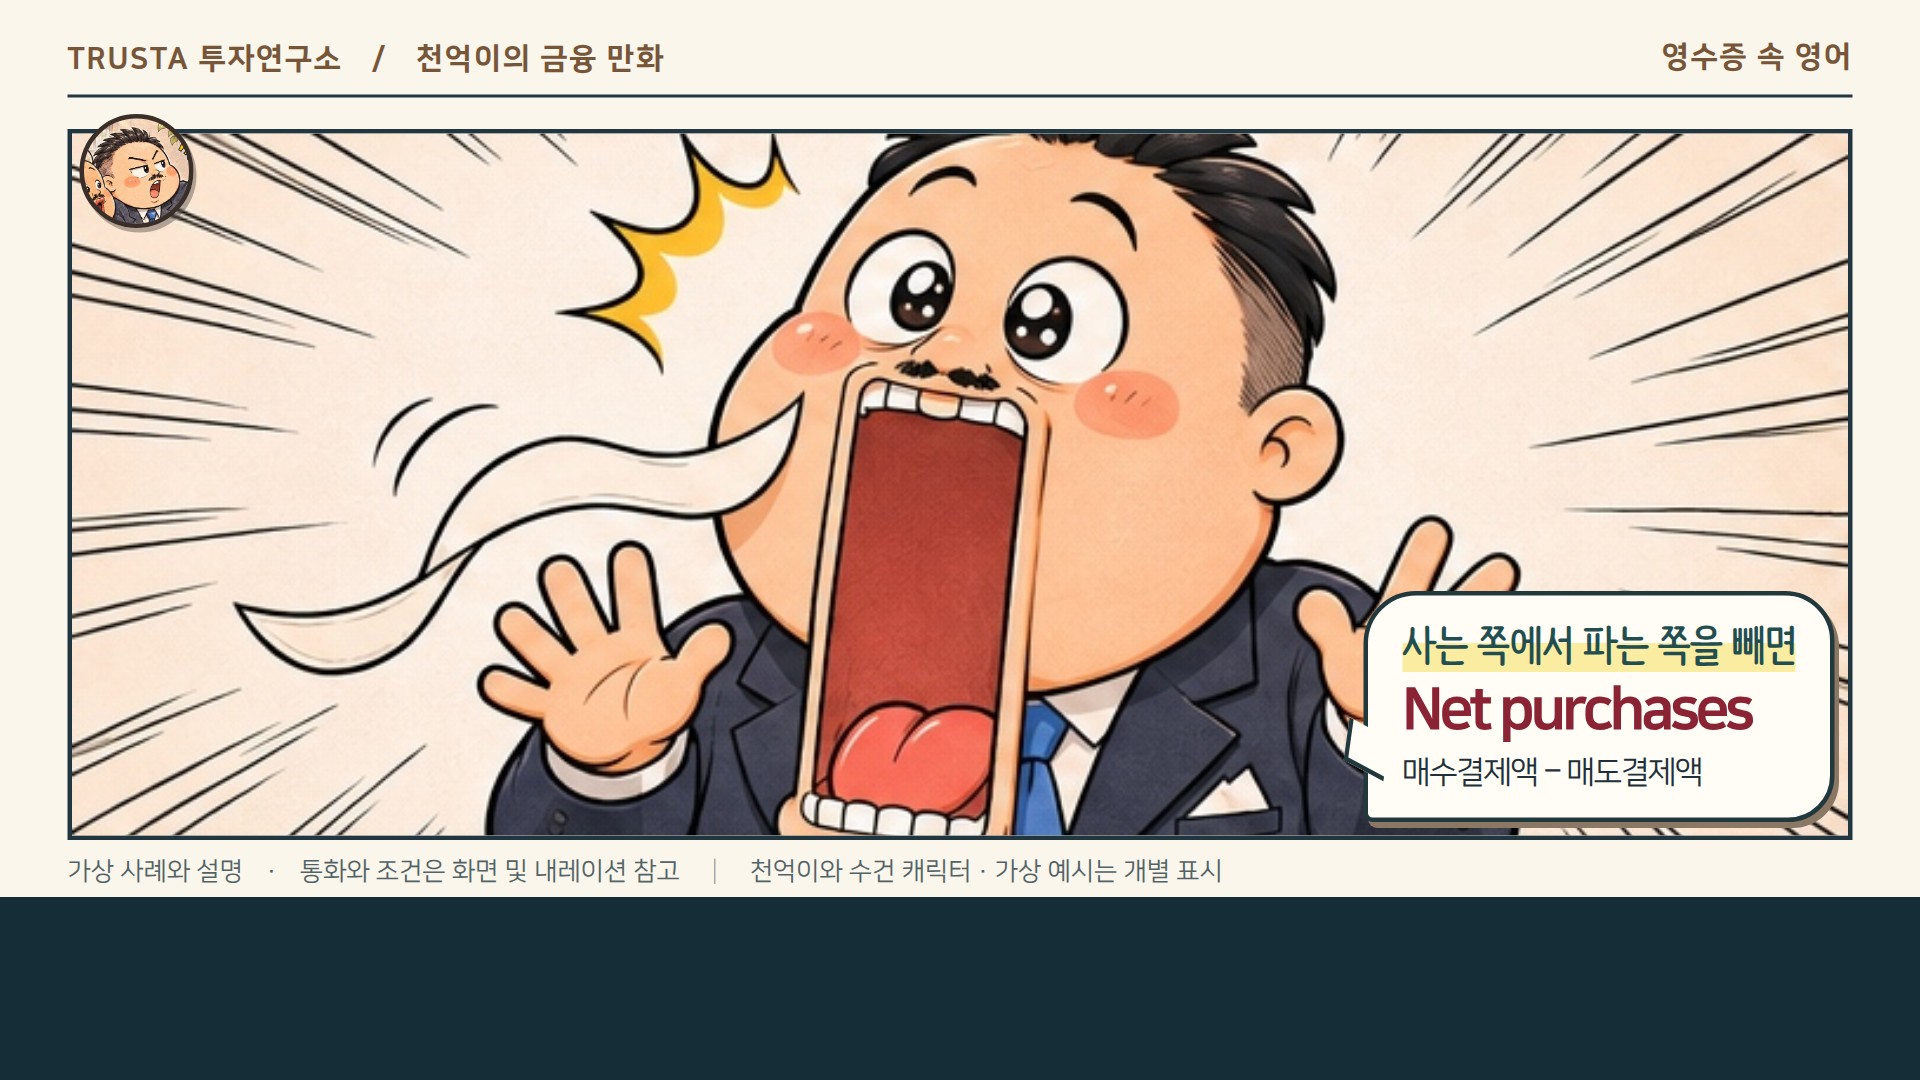 TRUSTA 투자연구소 / 천억이의 금융 만화
영수증 속 영어
사는 쪽에서 파는 쪽을 빼면
Net purchases
매수결제액 – 매도결제액
가상 사례와 설명 · 통화와 조건은 화면 및 내레이션 참고 | 천억이와 수건 캐릭터 · 가상 예시는 개별 표시